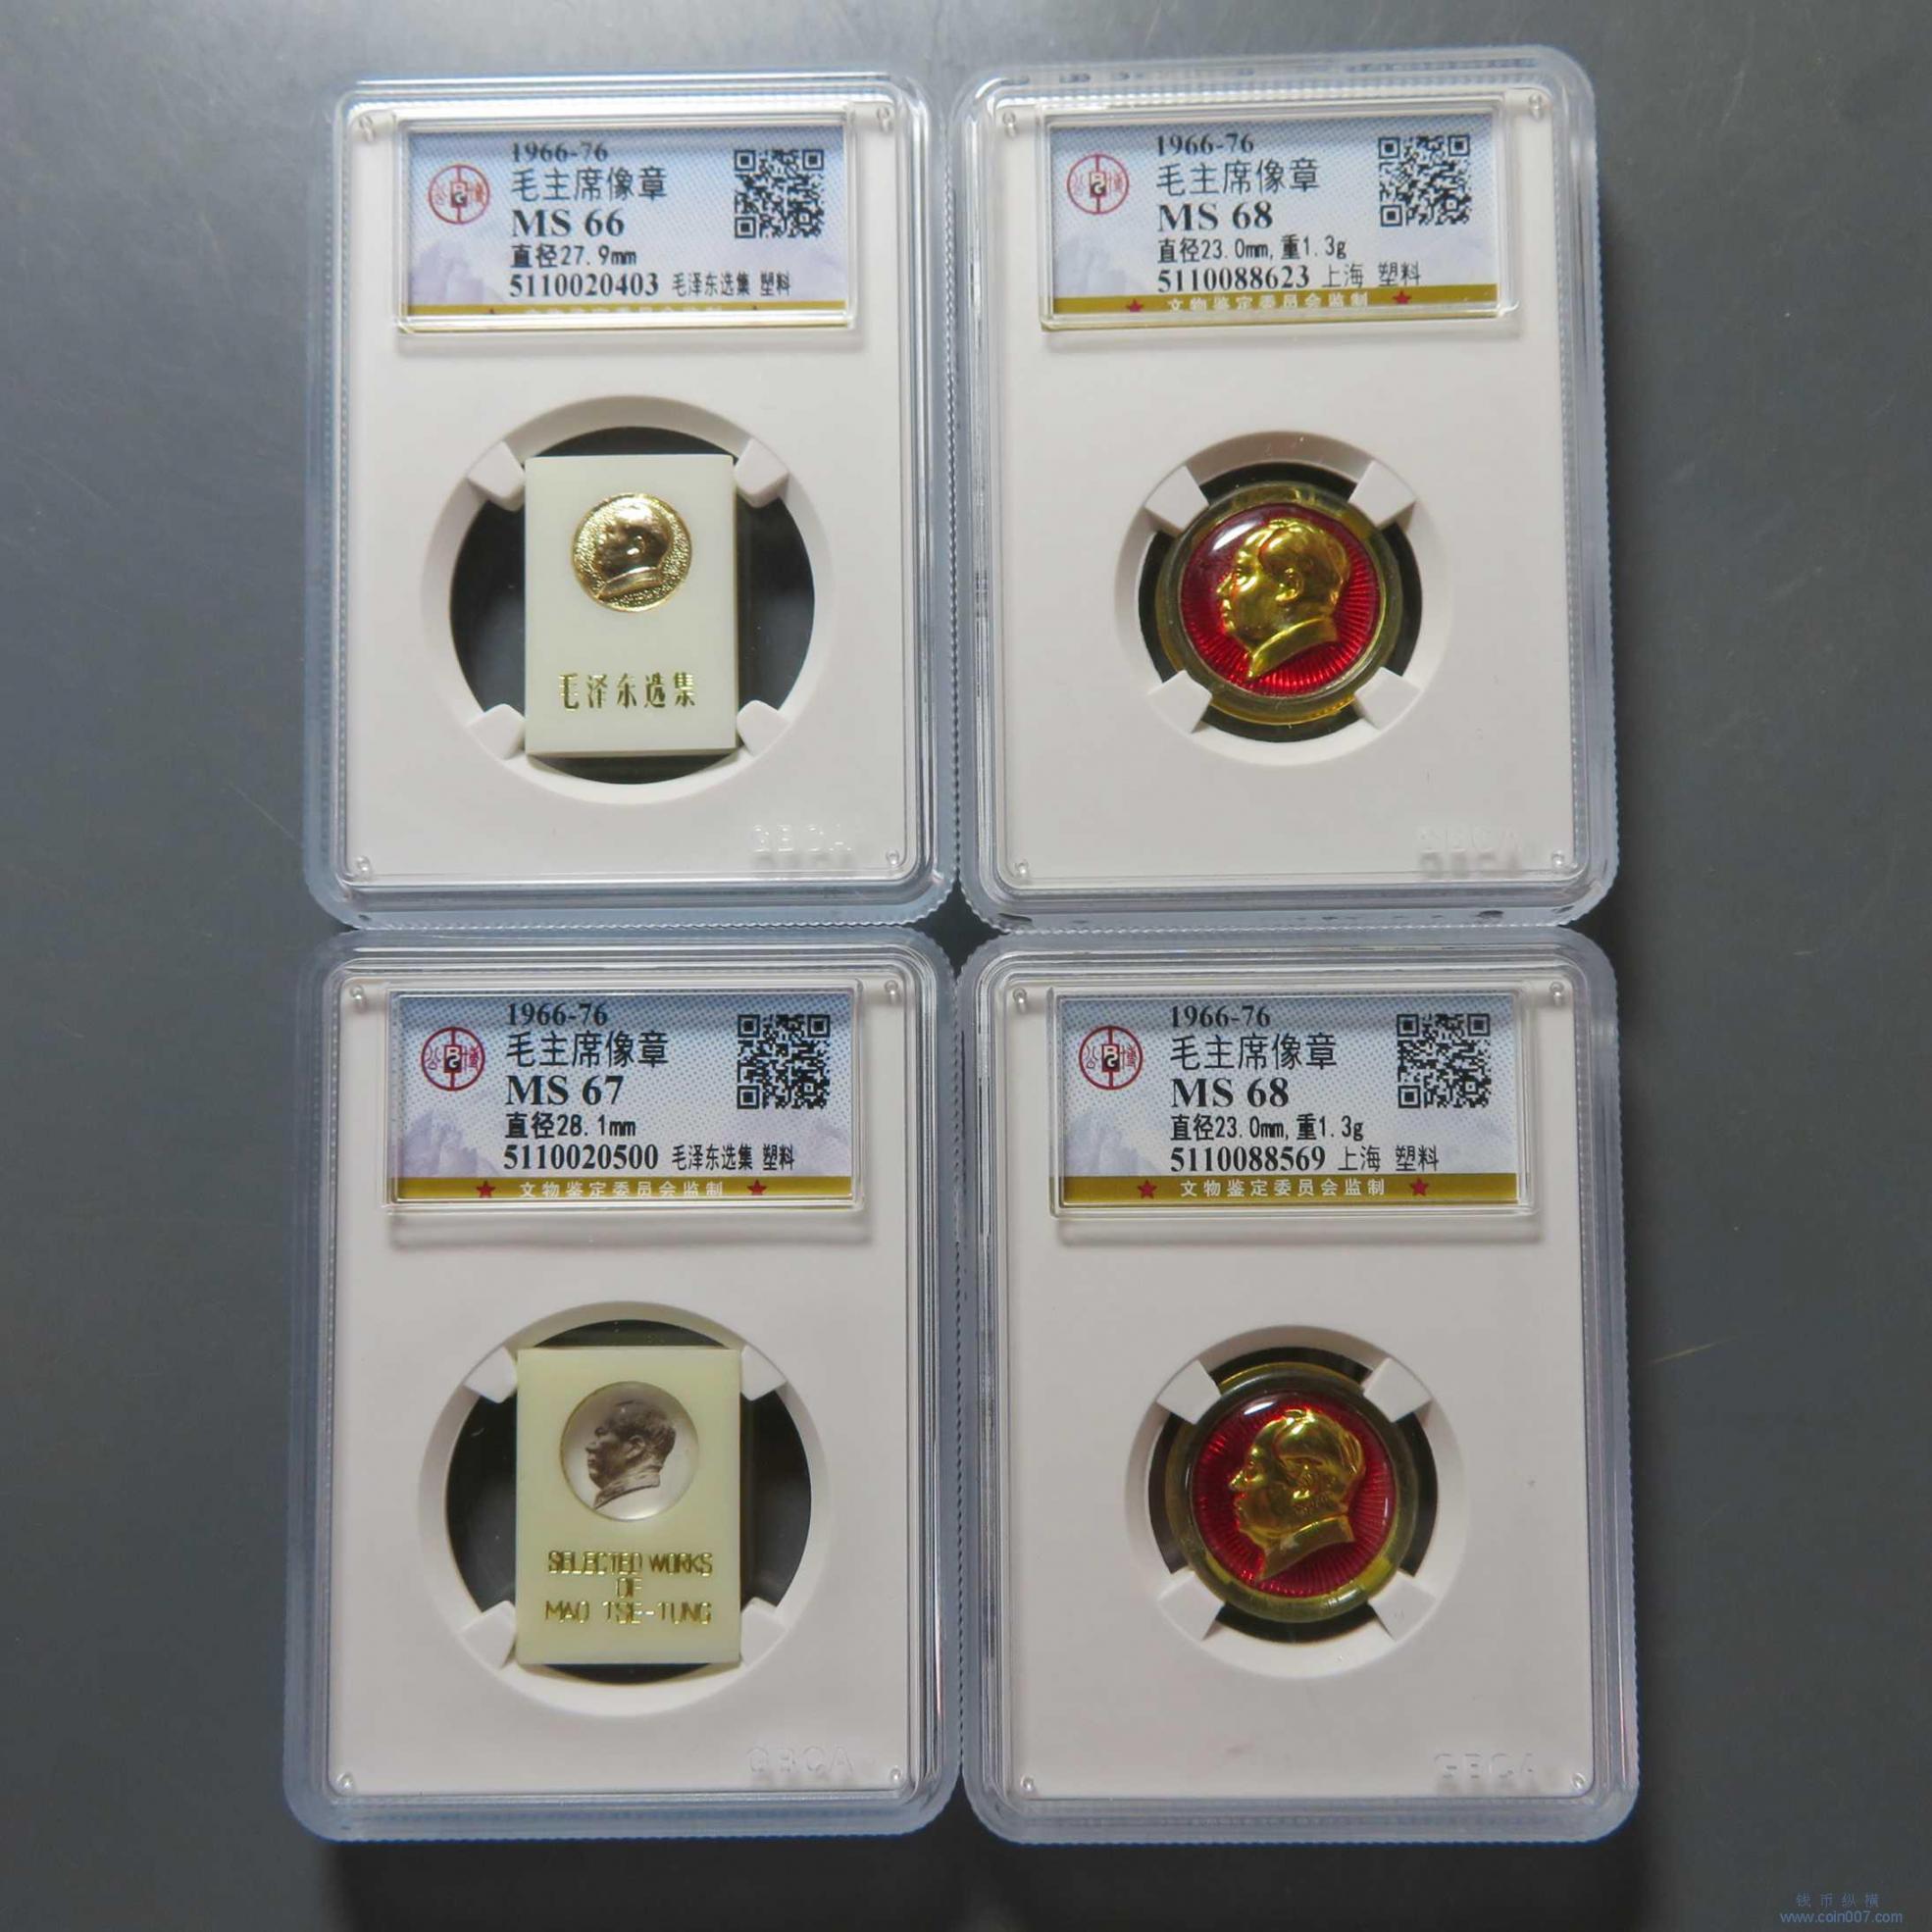 1966-76
毛主席像章
MS 66
直径27.9mm
5110020403 毛泽东选集 塑料
毛泽东选集
GBCA
1966-76
毛主席像章
MS 68
直径23.0mm,重1.3g
5110088623 上海 塑料
★ 文物鉴定委员会监制 ★
GBCA
1966-76
毛主席像章
MS 67
直径28.1mm
5110020500 毛泽东选集 塑料
★ 文物鉴定委员会监制 ★
SELECTED WORKS
OF
MAO TSE-TUNG
GBCA
1966-76
毛主席像章
MS 68
直径23.0mm,重1.3g
5110088569 上海 塑料
★ 文物鉴定委员会监制 ★
GBCA
钱币纵横
www.coin007.com